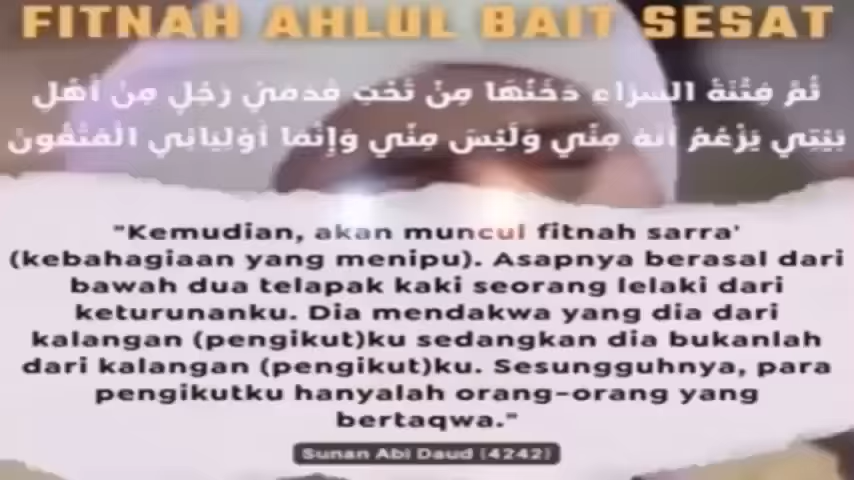 FITNAH AHLUL BAIT SESAT
ثُمَّ فِتْنَةُ السَّرَّاءِ دَخَنُهَا مِنْ تَحْتِ قَدَمَيْ رَجُلٍ مِنْ أَهْلِ
بَيْتِي يَزْعُمُ أَنَّهُ مِنِّي وَلَيْسَ مِنِّي وَإِنَّمَا أَوْلِيَائِي الْمُتَّقُونَ
"Kemudian, akan muncul fitnah sarra'
(kebahagiaan yang menipu). Asapnya berasal dari
bawah dua telapak kaki seorang lelaki dari
keturunanku. Dia mendakwa yang dia dari
kalangan (pengikut)ku sedangkan dia bukanlah
dari kalangan (pengikut)ku. Sesungguhnya, para
pengikutku hanyalah orang-orang yang
bertaqwa."
Sunan Abi Daud (4242)